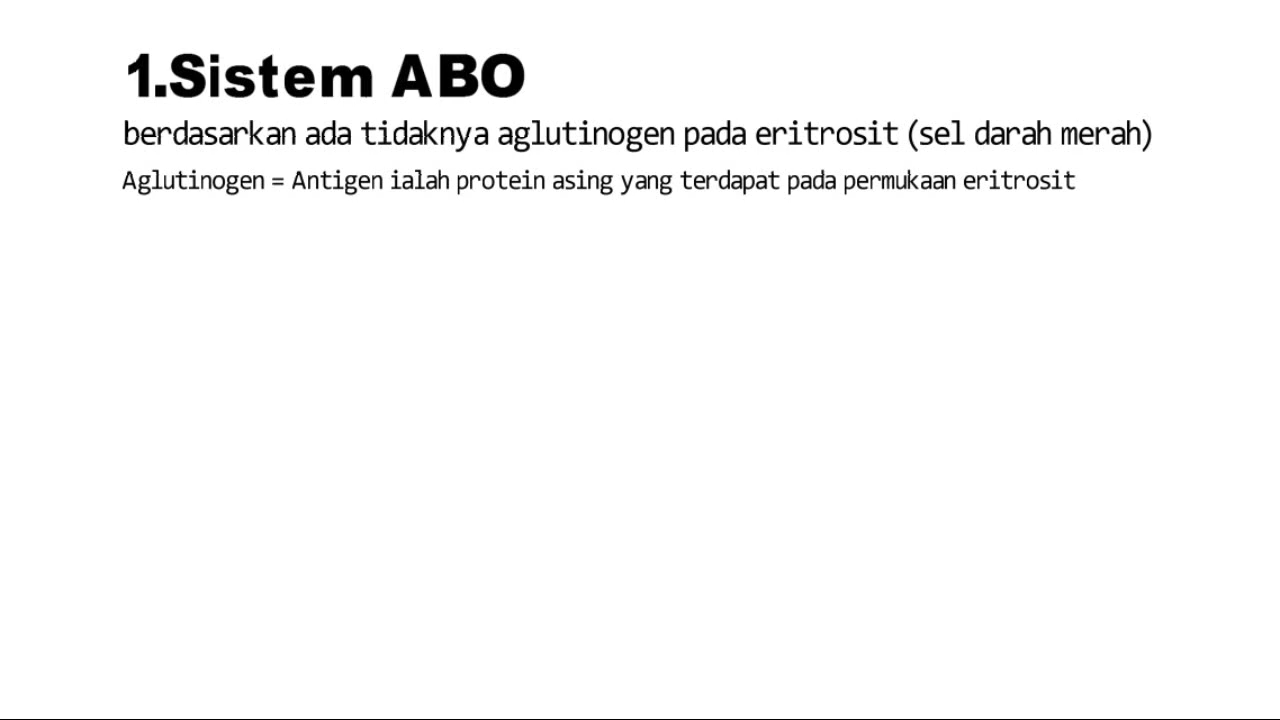 1.Sistem ABO
berdasarkan ada tidaknya aglutinogen pada eritrosit (sel darah merah)
Aglutinogen = Antigen ialah protein asing yang terdapat pada permukaan eritrosit